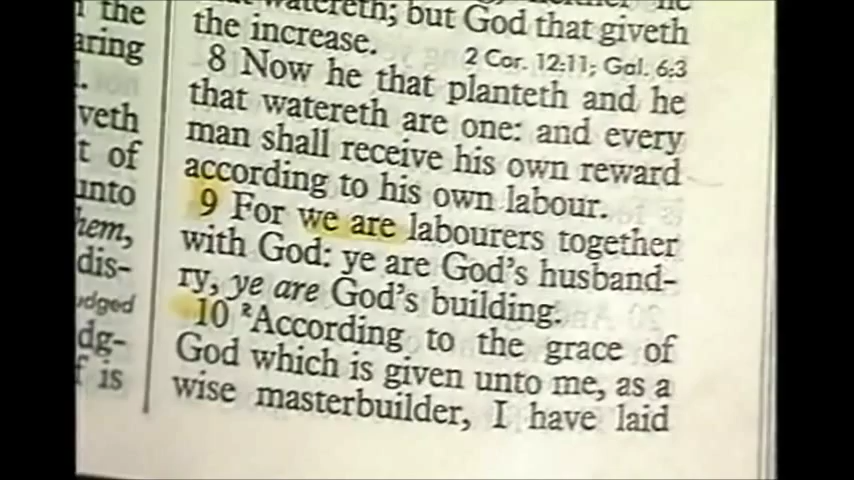 the
aring
veth
t of
unto
hem,
dis-
udged
dg-
f is
watereth; but God that giveth
the increase.
2 Cor. 12:11; Gal. 6:3
8 Now he that planteth and he
that watereth are one: and every
man shall receive his own reward
according to his own labour.
9 For we are labourers together
with God: ye are God's husband-
ry, ye are God's building.
10 ²According to the grace of
God which is given unto me, as a
wise masterbuilder, I have laid